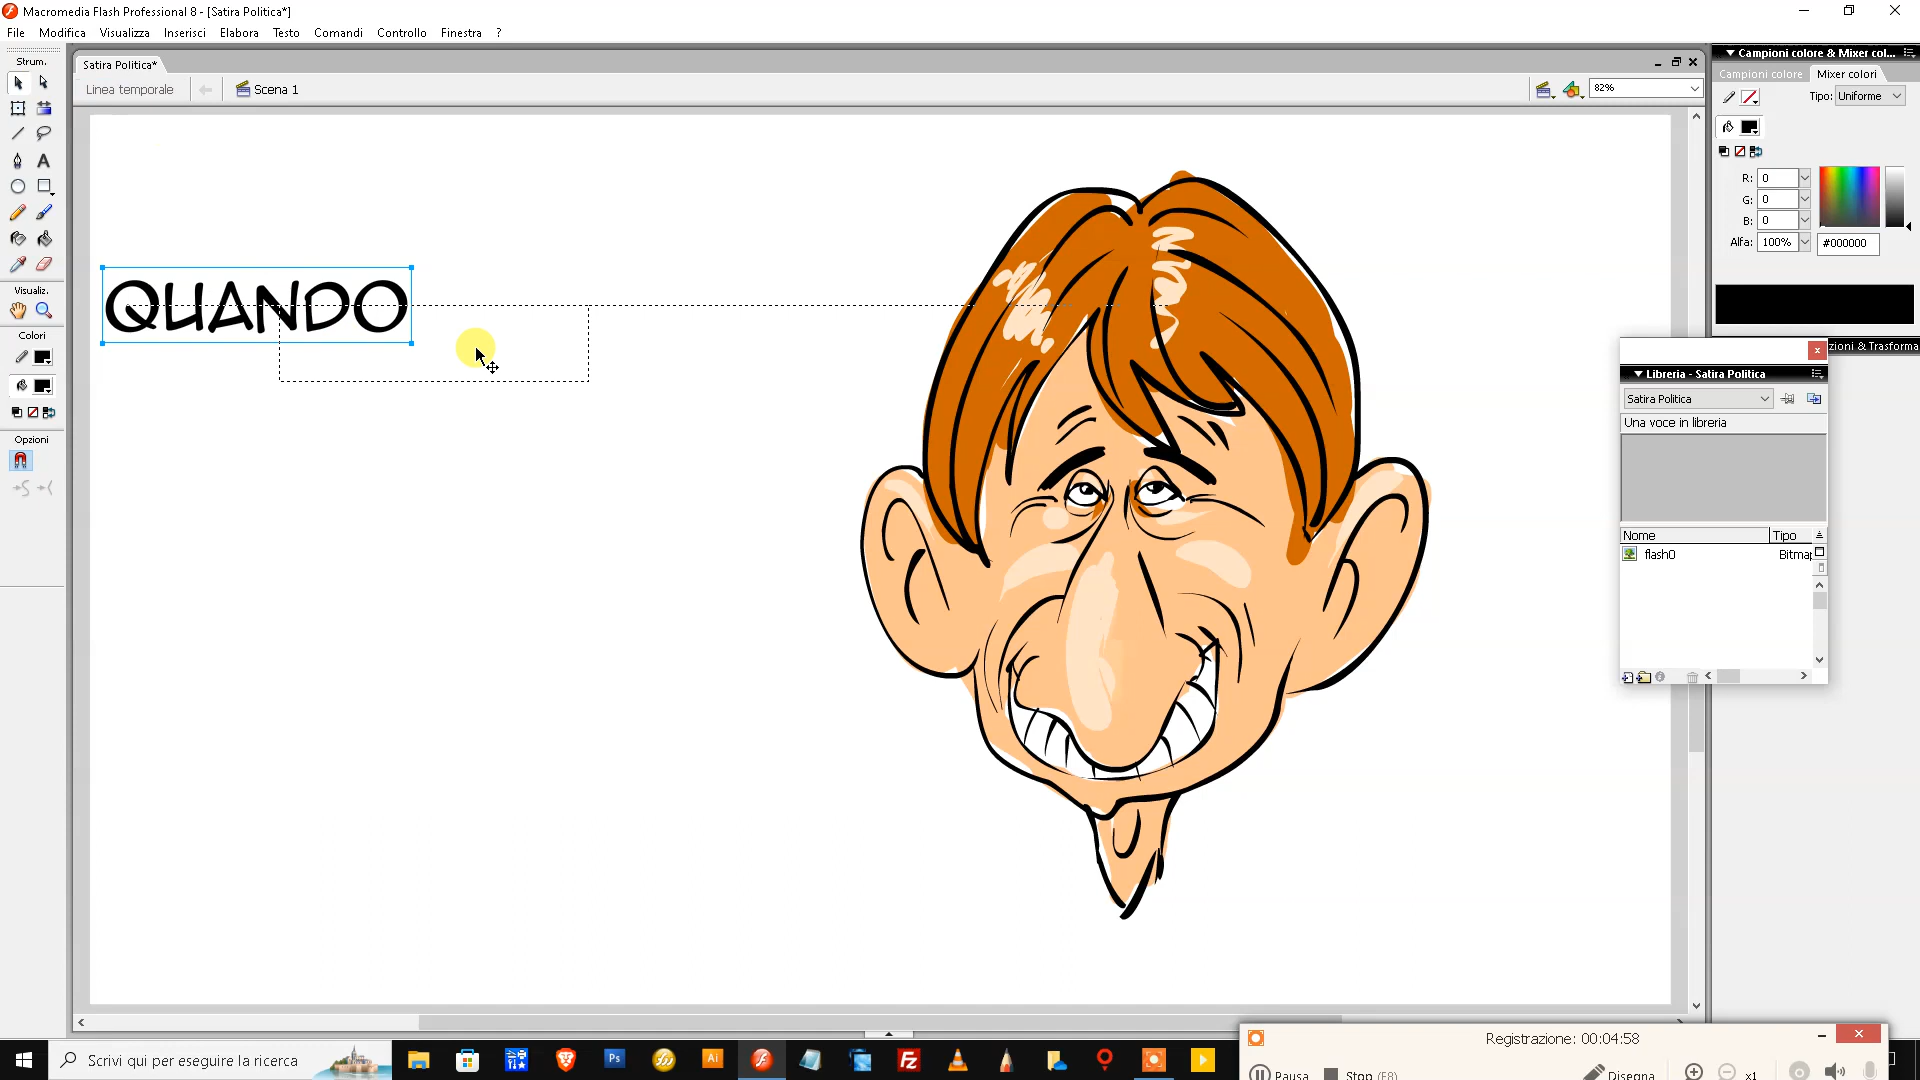 Macromedia Flash Professional 8 - [Satira Politica*]
File Modifica Visualizza Inserisci Elabora Testo Comandi Controllo Finestra ?
Strum.
Satira Politica*
Linea temporale
Scena 1
82%
QUANDO
Visualiz.
Colori
Opzioni
Campioni colore & Mixer col...
Campioni colore Mixer colori
Tipo: Uniforme
R: 0
G: 0
B: 0
Alfa: 100% #000000
zioni & Trasforma
Libreria - Satira Politica
Satira Politica
Una voce in libreria
Nome Tipo
flash0 Bitmap
Registrazione: 00:04:58
Pausa Stop (F8) Disegna x1
Scrivi qui per eseguire la ricerca
Ps
Ai